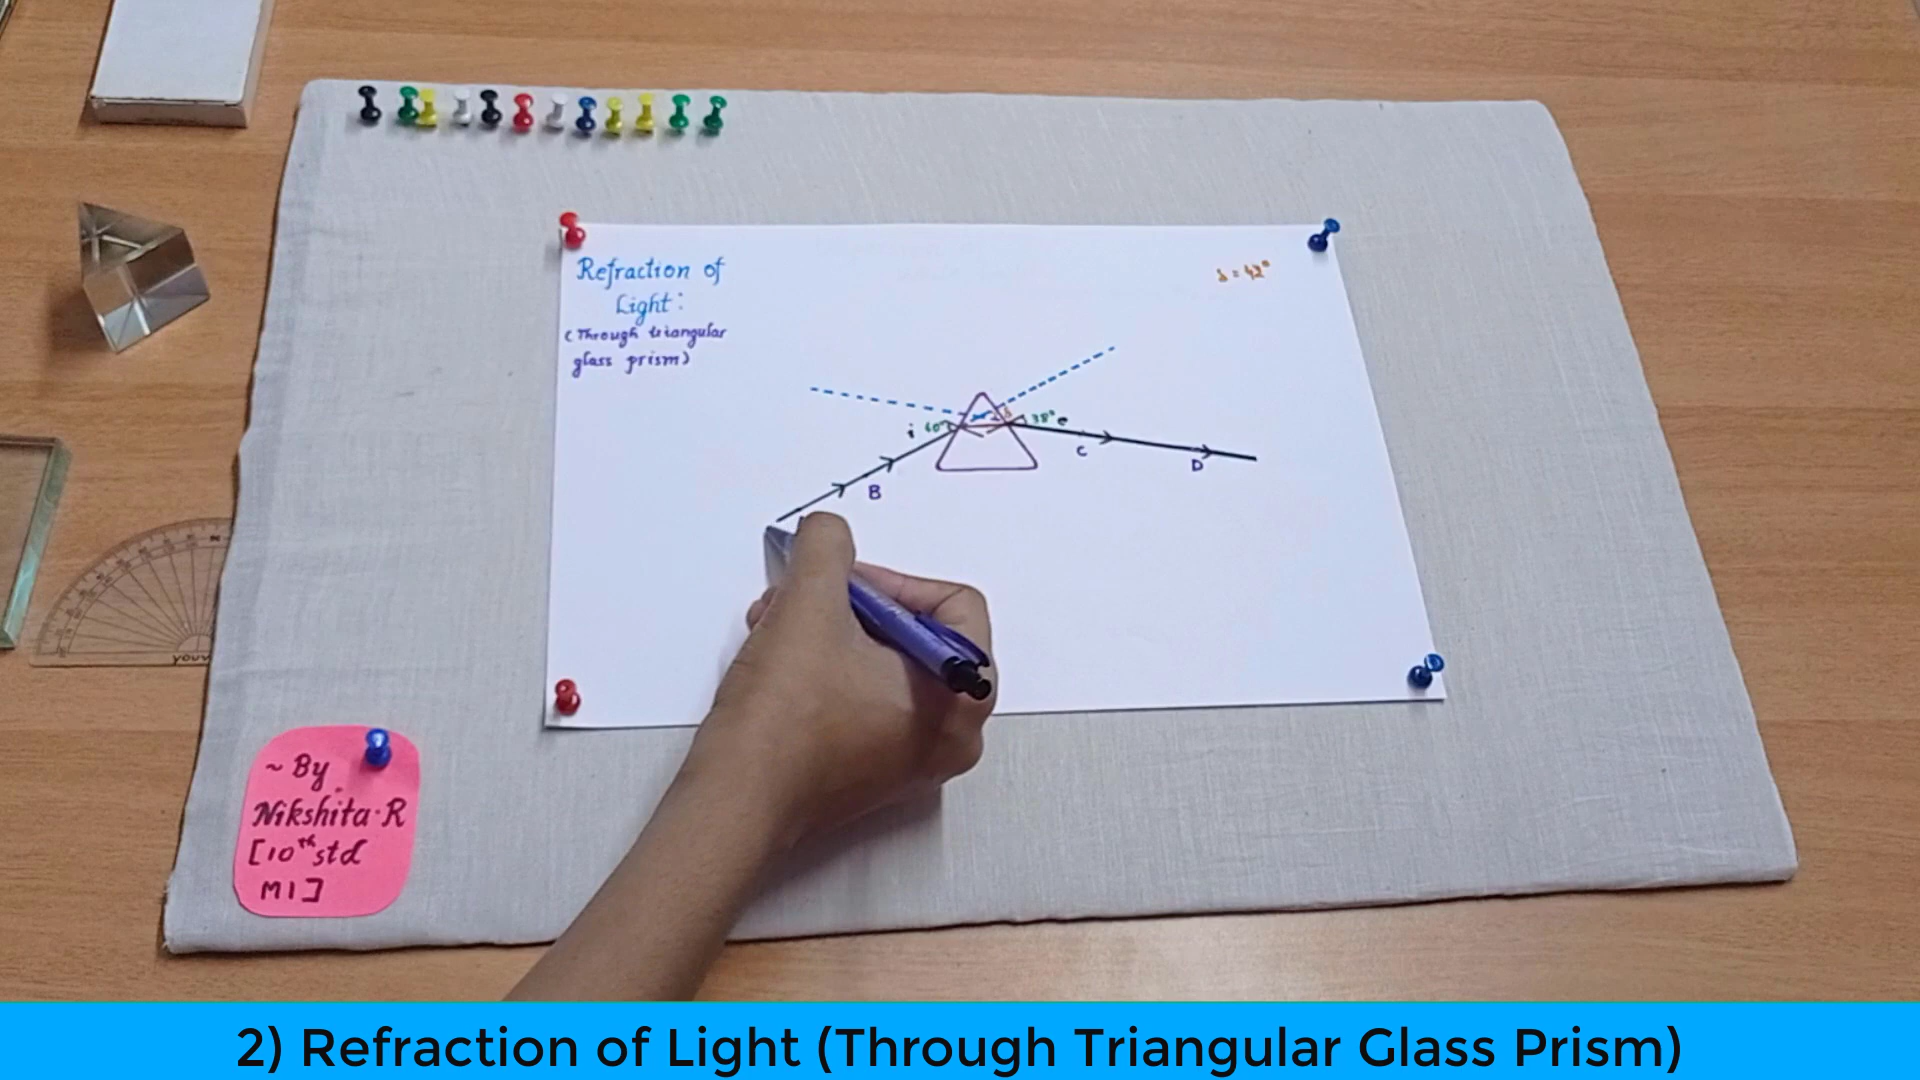 Refraction of
Light:
(Through triangular
glass prism)
δ = 42°
i 60°
δ
38° e
B
C
D
~ By
Nikshita.R
[10th std
M1]
2) Refraction of Light (Through Triangular Glass Prism)